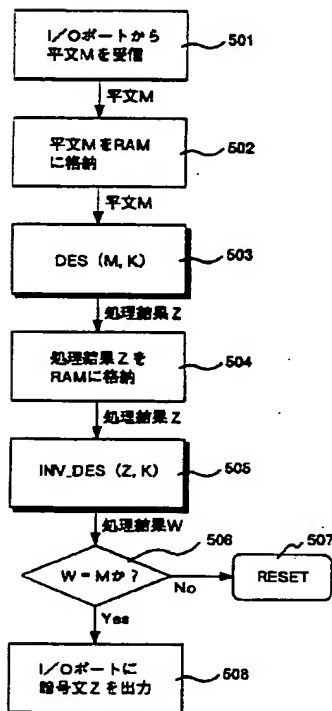 I/Oポートから
平文Mを受信
501
平文M
平文MをRAM
に格納
502
平文M
DES (M, K)
503
処理結果Z
処理結果Zを
RAMに格納
504
処理結果Z
INV_DES (Z, K)
505
処理結果W
W=Mか?
506
No
RESET
507
Yes
I/Oポートに
暗号文Zを出力
508